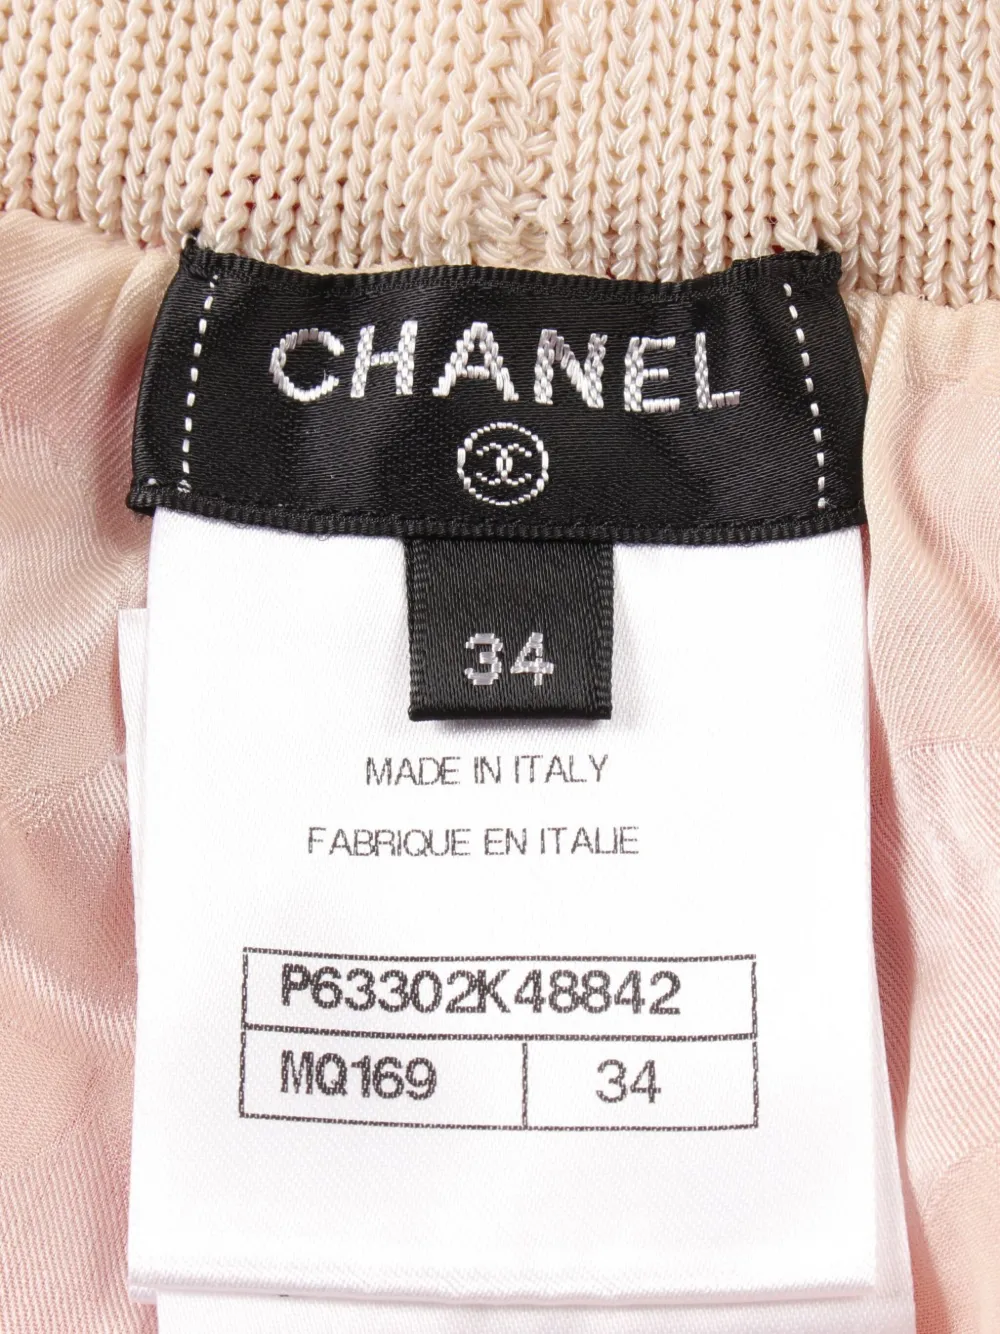 CHANEL
34
MADE IN ITALY
FABRIQUE EN ITALIE
P63302K48842
MQ169 34